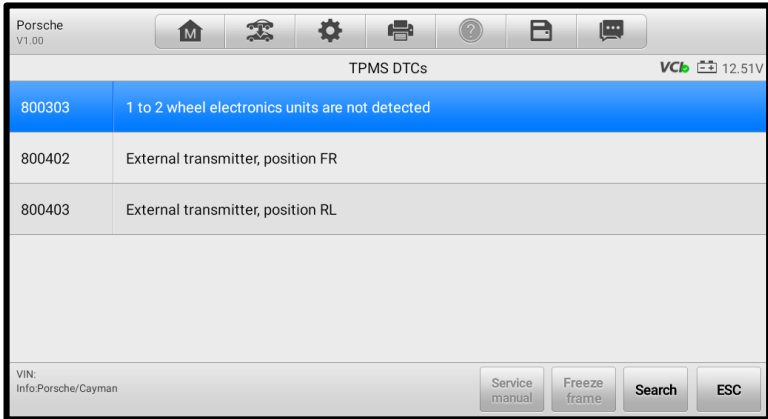 Porsche
V1.00
M
?
TPMS DTCs
VCI
12.51V
800303 1 to 2 wheel electronics units are not detected
800402 External transmitter, position FR
800403 External transmitter, position RL
VIN:
Info:Porsche/Cayman
Service manual
Freeze frame
Search
ESC